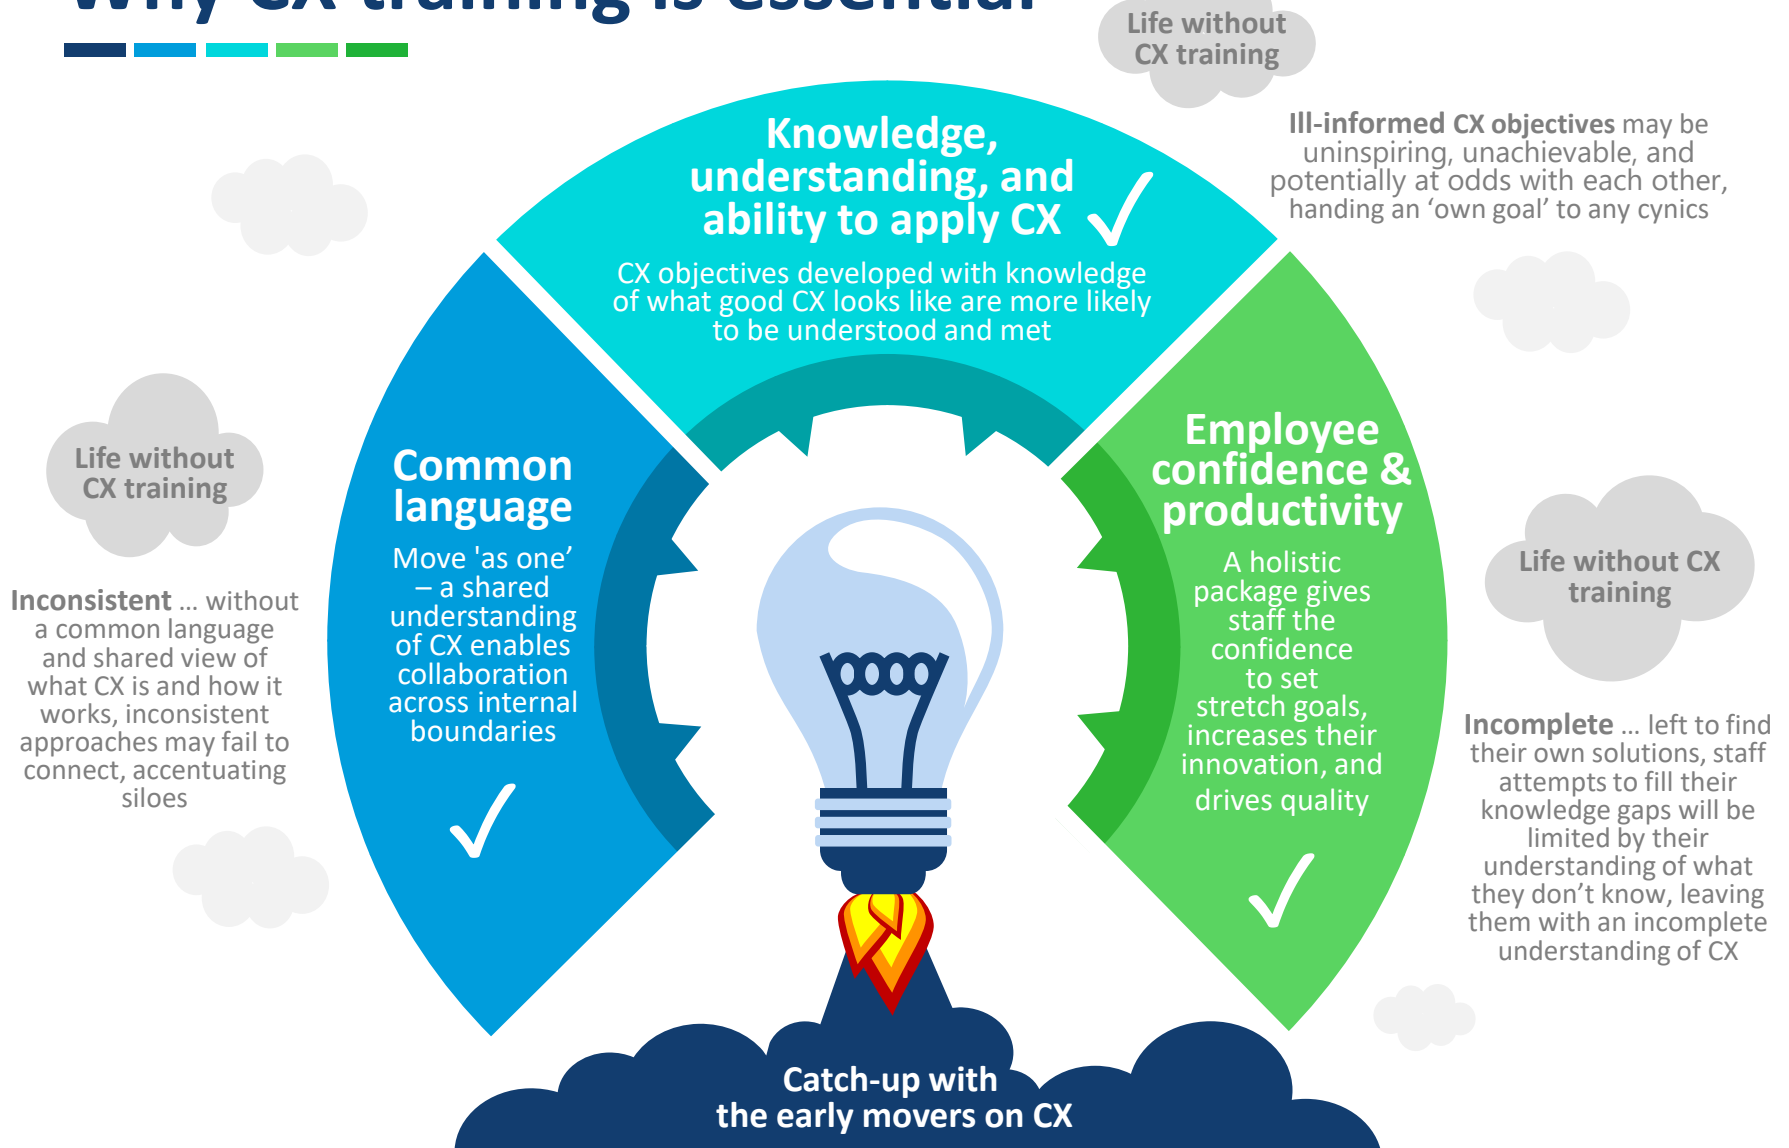 Why CX training is essential
Life without
CX training
Ill-informed CX objectives may be
uninspiring, unachievable, and
potentially at odds with each other,
handing an ‘own goal’ to any cynics
Knowledge,
understanding, and
ability to apply CX
CX objectives developed with knowledge
of what good CX looks like are more likely
to be understood and met
Life without
CX training
Inconsistent ... without
a common language
and shared view of
what CX is and how it
works, inconsistent
approaches may fail to
connect, accentuating
siloes
Common
language
Move 'as one’
– a shared
understanding
of CX enables
collaboration
across internal
boundaries
Employee
confidence &
productivity
A holistic
package gives
staff the
confidence
to set
stretch goals,
increases their
innovation, and
drives quality
Life without CX
training
Incomplete ... left to find
their own solutions, staff
attempts to fill their
knowledge gaps will be
limited by their
understanding of what
they don’t know, leaving
them with an incomplete
understanding of CX
Catch-up with
the early movers on CX